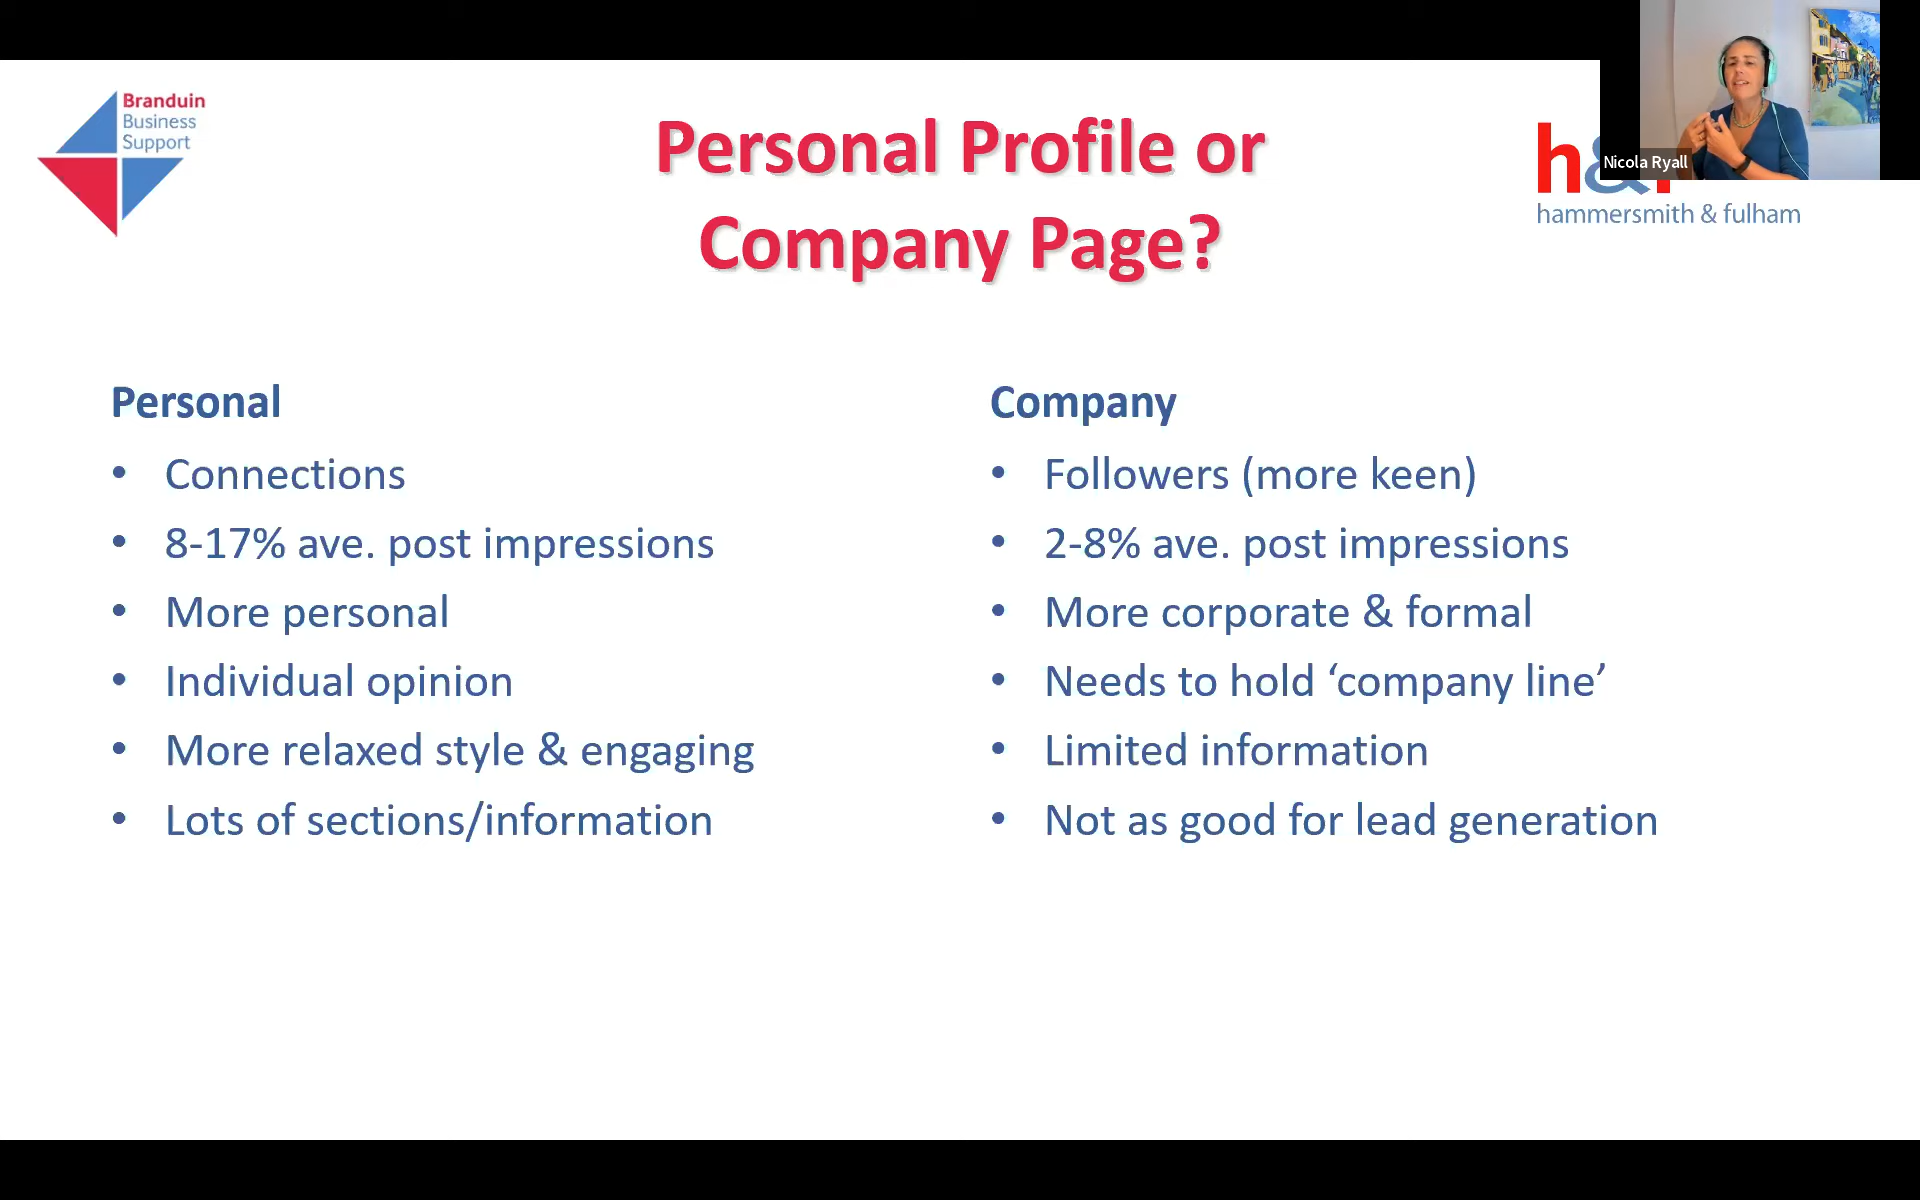 Branduin
Business
Support
Personal Profile or
Company Page?
h&f
hammersmith & fulham
Nicola Ryall
Personal
• Connections
• 8-17% ave. post impressions
• More personal
• Individual opinion
• More relaxed style & engaging
• Lots of sections/information
Company
• Followers (more keen)
• 2-8% ave. post impressions
• More corporate & formal
• Needs to hold ‘company line’
• Limited information
• Not as good for lead generation